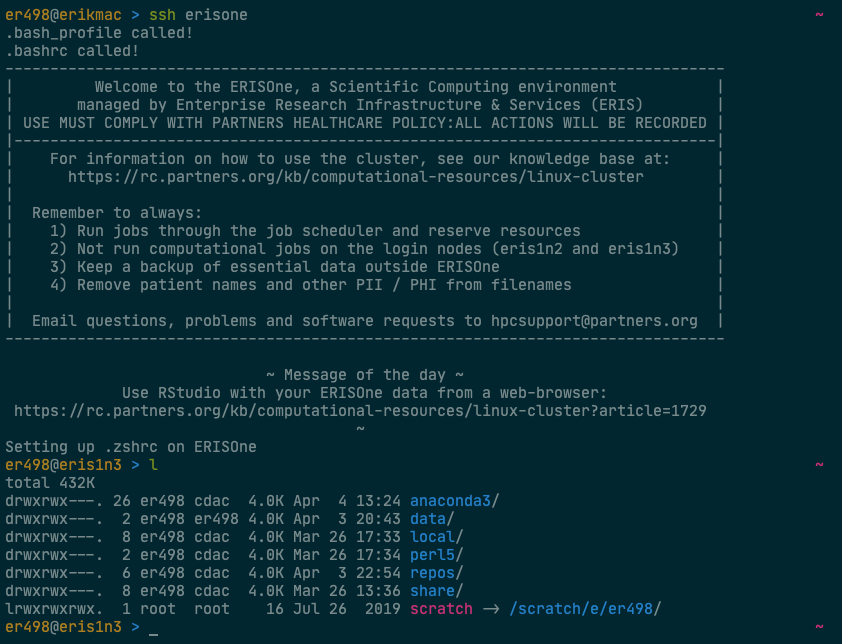 er498@erikmac > ssh erisone ~
.bash_profile called!
.bashrc called!
--------------------------------------------------------------------------------
|         Welcome to the ERISOne, a Scientific Computing environment            |
|       managed by Enterprise Research Infrastructure & Services (ERIS)        |
| USE MUST COMPLY WITH PARTNERS HEALTHCARE POLICY:ALL ACTIONS WILL BE RECORDED |
|------------------------------------------------------------------------------|
|    For information on how to use the cluster, see our knowledge base at:     |
|      https://rc.partners.org/kb/computational-resources/linux-cluster        |
|                                                                              |
|  Remember to always:                                                         |
|    1) Run jobs through the job scheduler and reserve resources               |
|    2) Not run computational jobs on the login nodes (eris1n2 and eris1n3)    |
|    3) Keep a backup of essential data outside ERISOne                        |
|    4) Remove patient names and other PII / PHI from filenames                |
|                                                                              |
|  Email questions, problems and software requests to hpcsupport@partners.org  |
--------------------------------------------------------------------------------
~ Message of the day ~
Use RStudio with your ERISOne data from a web-browser:
https://rc.partners.org/kb/computational-resources/linux-cluster?article=1729
~
Setting up .zshrc on ERISOne
er498@eris1n3 > l ~
total 432K
drwxrwx---. 26 er498 cdac  4.0K Apr  4 13:24 anaconda3/
drwxrwx---.  2 er498 er498 4.0K Apr  3 20:43 data/
drwxrwx---.  8 er498 cdac  4.0K Mar 26 17:33 local/
drwxrwx---.  2 er498 cdac  4.0K Mar 26 17:34 perl5/
drwxrwx---.  6 er498 cdac  4.0K Apr  3 22:54 repos/
drwxrwx---.  8 er498 cdac  4.0K Mar 26 13:36 share/
lrwxrwxrwx.  1 root  root    16 Jul 26  2019 scratch -> /scratch/e/er498/
er498@eris1n3 > _ ~